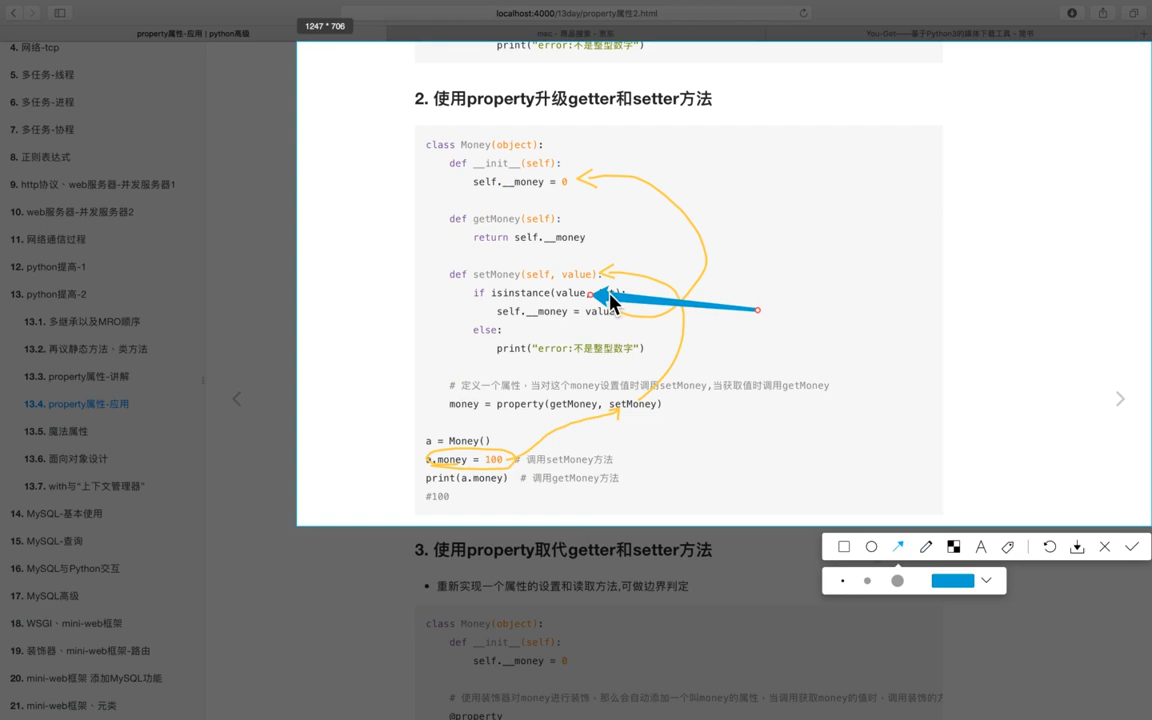 localhost:4000/13day/property属性2.html
1247 * 706
property属性-应用 | python高级
mac - 商品搜索 - 京东
You-Get——基于Python3的媒体下载工具 - 简书
4. 网络-tcp
5. 多任务-线程
6. 多任务-进程
7. 多任务-协程
8. 正则表达式
9. http协议、web服务器-并发服务器1
10. web服务器-并发服务器2
11. 网络通信过程
12. python提高-1
13. python提高-2
13.1. 多继承以及MRO顺序
13.2. 再议静态方法、类方法
13.3. property属性-讲解
13.4. property属性-应用
13.5. 魔法属性
13.6. 面向对象设计
13.7. with与“上下文管理器”
14. MySQL-基本使用
15. MySQL-查询
16. MySQL与Python交互
17. MySQL高级
18. WSGI、mini-web框架
19. 装饰器、mini-web框架-路由
20. mini-web框架 添加MySQL功能
21. mini-web框架、元类
print("error:不是整型数字")
2. 使用property升级getter和setter方法
class Money(object):
def __init__(self):
self.__money = 0
def getMoney(self):
return self.__money
def setMoney(self, value):
if isinstance(value
self.__money = value
else:
print("error:不是整型数字")
# 定义一个属性，当对这个money设置值时调用setMoney,当获取值时调用getMoney
money = property(getMoney, setMoney)
a = Money()
a.money = 100 # 调用setMoney方法
print(a.money) # 调用getMoney方法
#100
3. 使用property取代getter和setter方法
• 重新实现一个属性的设置和读取方法,可做边界判定
class Money(object):
def __init__(self):
self.__money = 0
# 使用装饰器对money进行装饰，那么会自动添加一个叫money的属性，当调用获取money的值时，调用装饰的方
@property